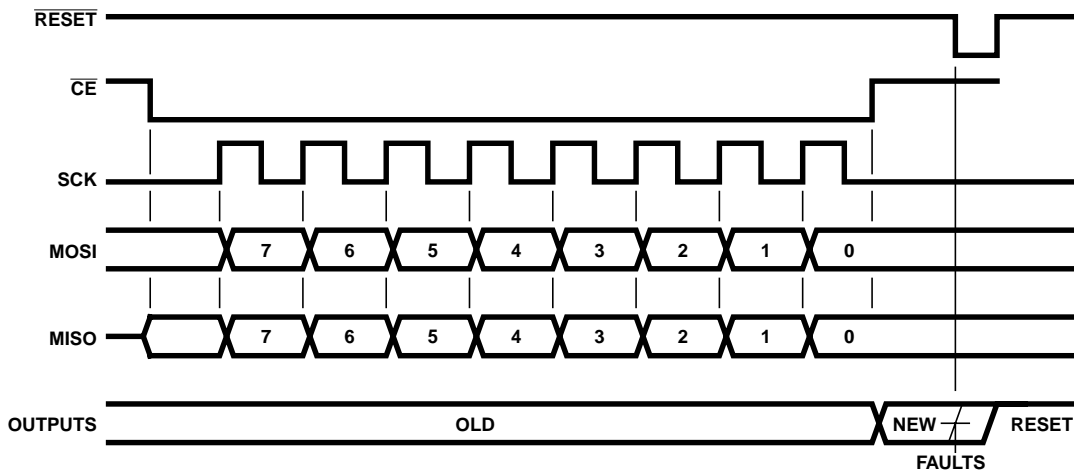 RESET
CE
SCK
MOSI 7 6 5 4 3 2 1 0
MISO 7 6 5 4 3 2 1 0
OUTPUTS OLD NEW RESET
FAULTS